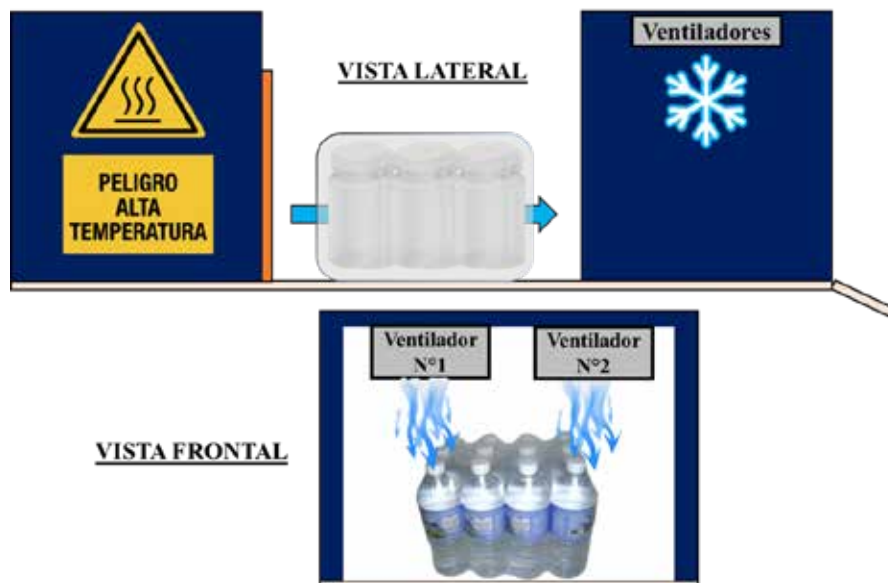 Ventiladores
VISTA LATERAL
PELIGRO
ALTA
TEMPERATURA
Ventilador
N°1
Ventilador
N°2
VISTA FRONTAL